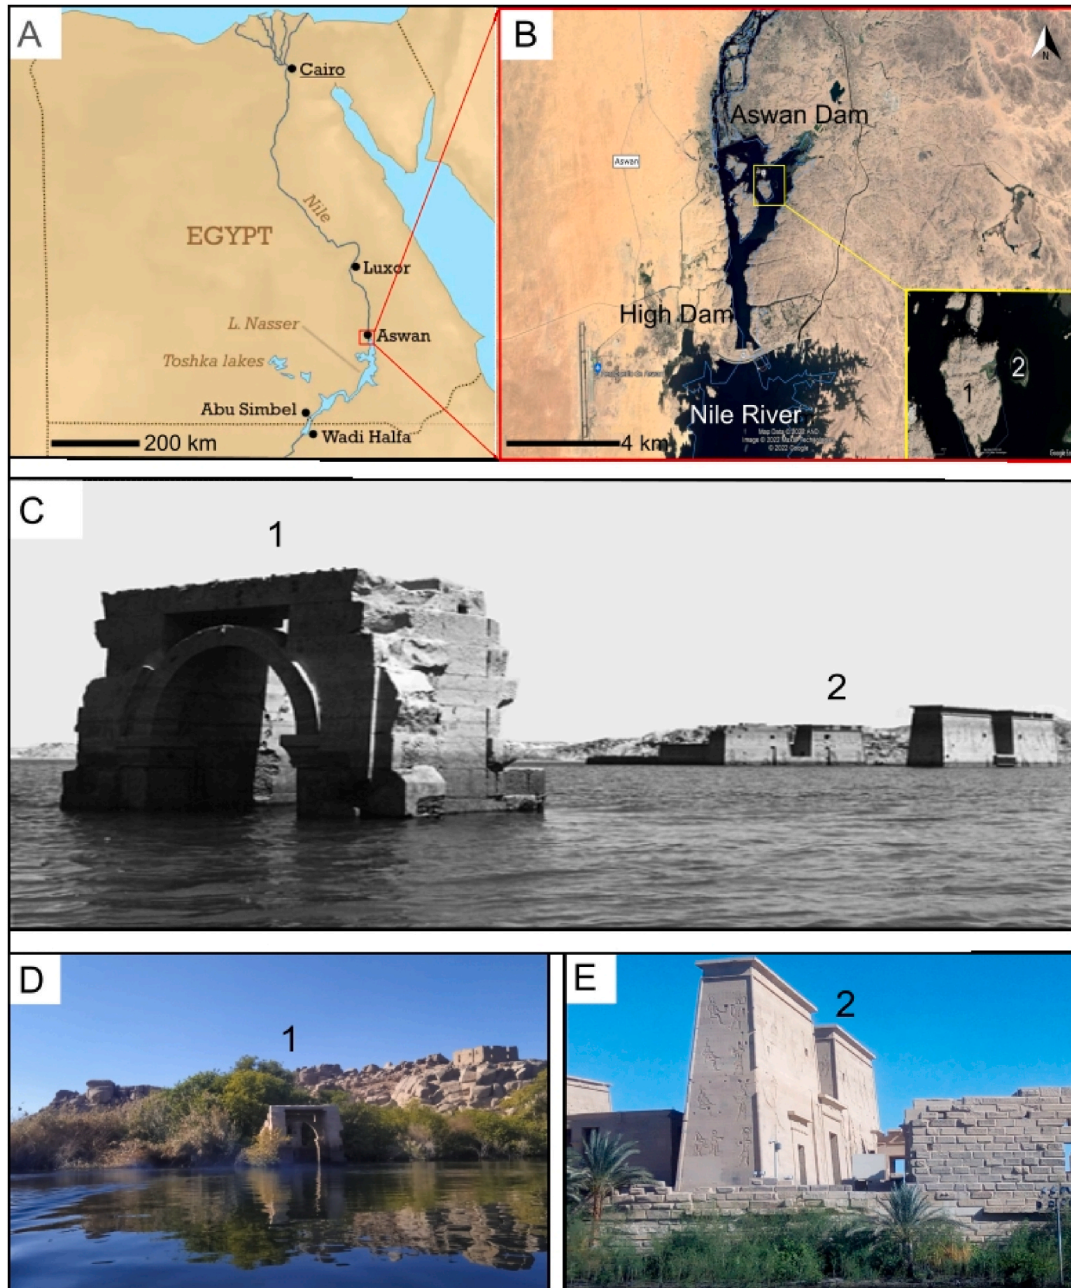 A
Cairo
Nile
EGYPT
Luxor
L. Nasser
Aswan
Toshka lakes
Abu Simbel
Wadi Halfa
200 km
B
N
Aswan Dam
Aswan
High Dam
Nile River
4 km
1
2
C
1
2
D
1
E
2